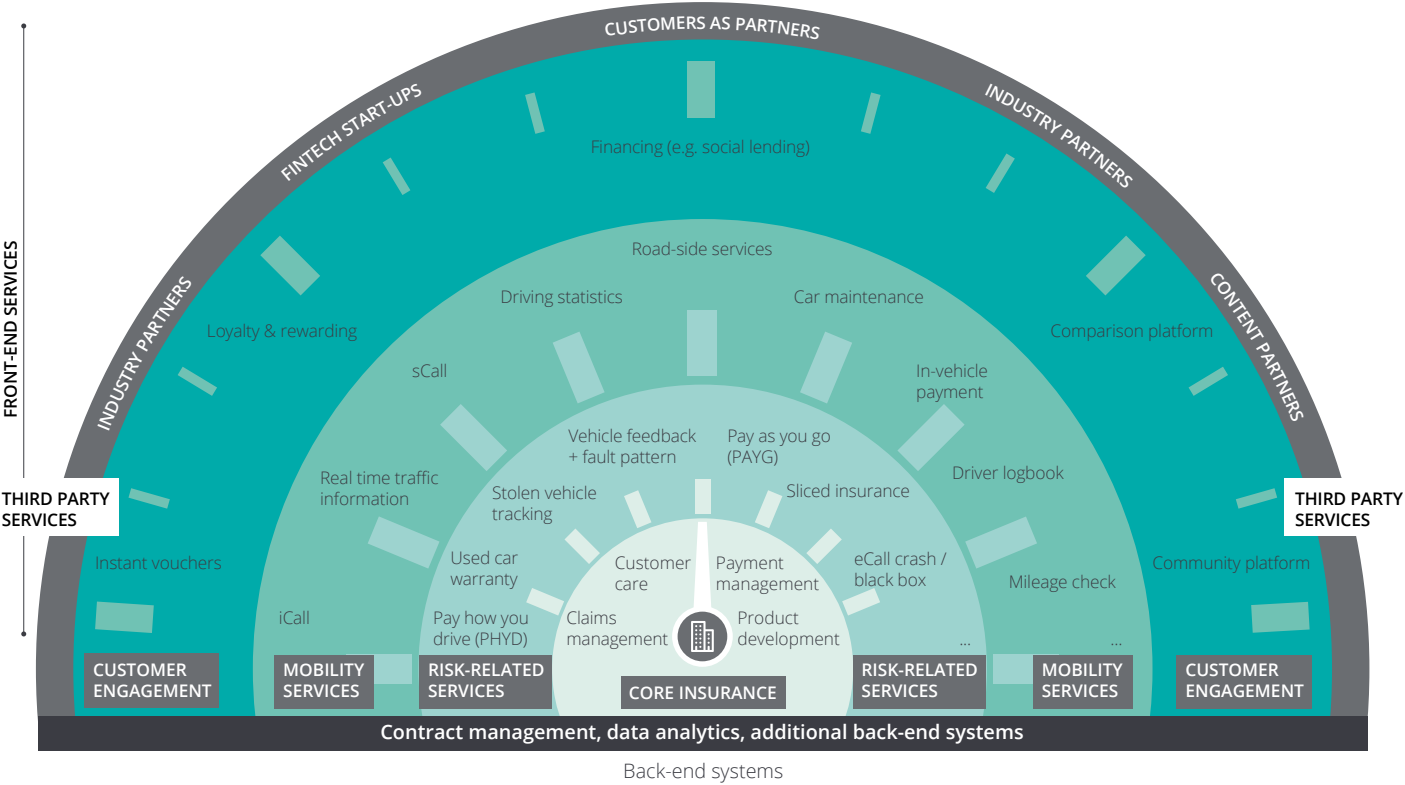 CUSTOMERS AS PARTNERS
FINTECH START-UPS
INDUSTRY PARTNERS
INDUSTRY PARTNERS
CONTENT PARTNERS
FRONT-END SERVICES
THIRD PARTY
SERVICES
THIRD PARTY
SERVICES
Financing (e.g. social lending)
Loyalty & rewarding
Comparison platform
Instant vouchers
Community platform
Road-side services
Driving statistics
Car maintenance
sCall
In-vehicle
payment
Real time traffic
information
Driver logbook
iCall
Mileage check
...
Vehicle feedback
+ fault pattern
Pay as you go
(PAYG)
Stolen vehicle
tracking
Sliced insurance
Used car
warranty
eCall crash /
black box
Pay how you
drive (PHYD)
...
Customer
care
Payment
management
Claims
management
Product
development
CUSTOMER
ENGAGEMENT
MOBILITY
SERVICES
RISK-RELATED
SERVICES
CORE INSURANCE
RISK-RELATED
SERVICES
MOBILITY
SERVICES
CUSTOMER
ENGAGEMENT
Contract management, data analytics, additional back-end systems
Back-end systems